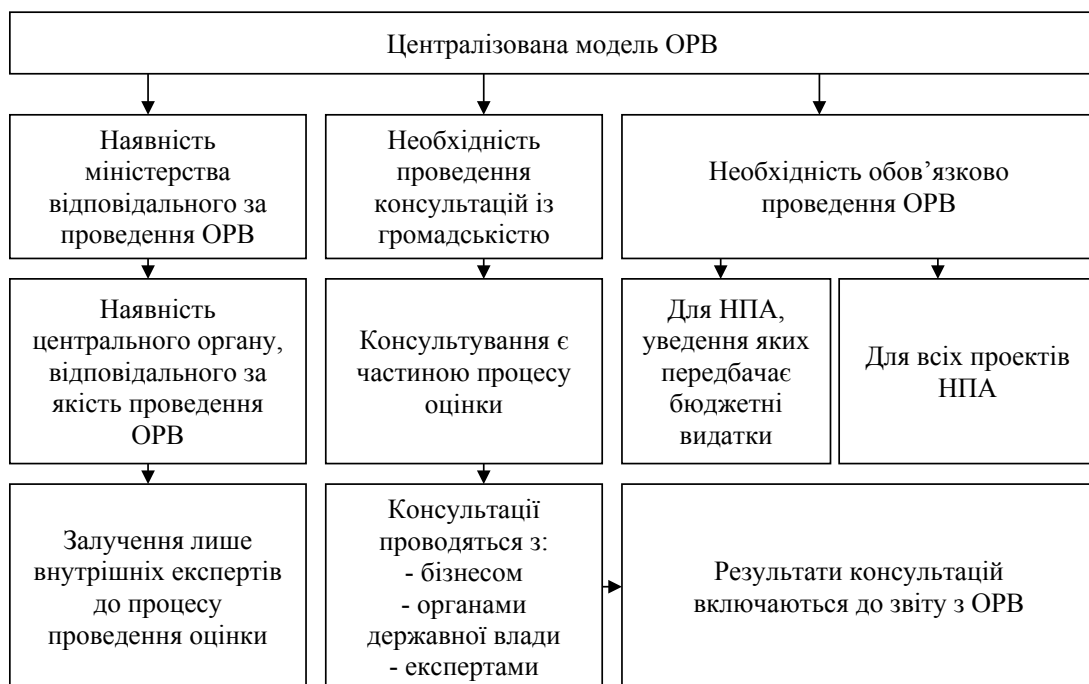 Централізована модель ОРВ
Наявність
міністерства
відповідального за
проведення ОРВ
Необхідність
проведення
консультацій із
громадськістю
Необхідність обов’язково
проведення ОРВ
Наявність
центрального органу,
відповідального за
якість проведення
ОРВ
Консультування є
частиною процесу
оцінки
Для НПА,
уведення яких
передбачає
бюджетні
видатки
Для всіх проектів
НПА
Залучення лише
внутрішніх експертів
до процесу
проведення оцінки
Консультації
проводяться з:
- бізнесом
- органами
державної влади
- експертами
Результати консультацій
включаються до звіту з ОРВ